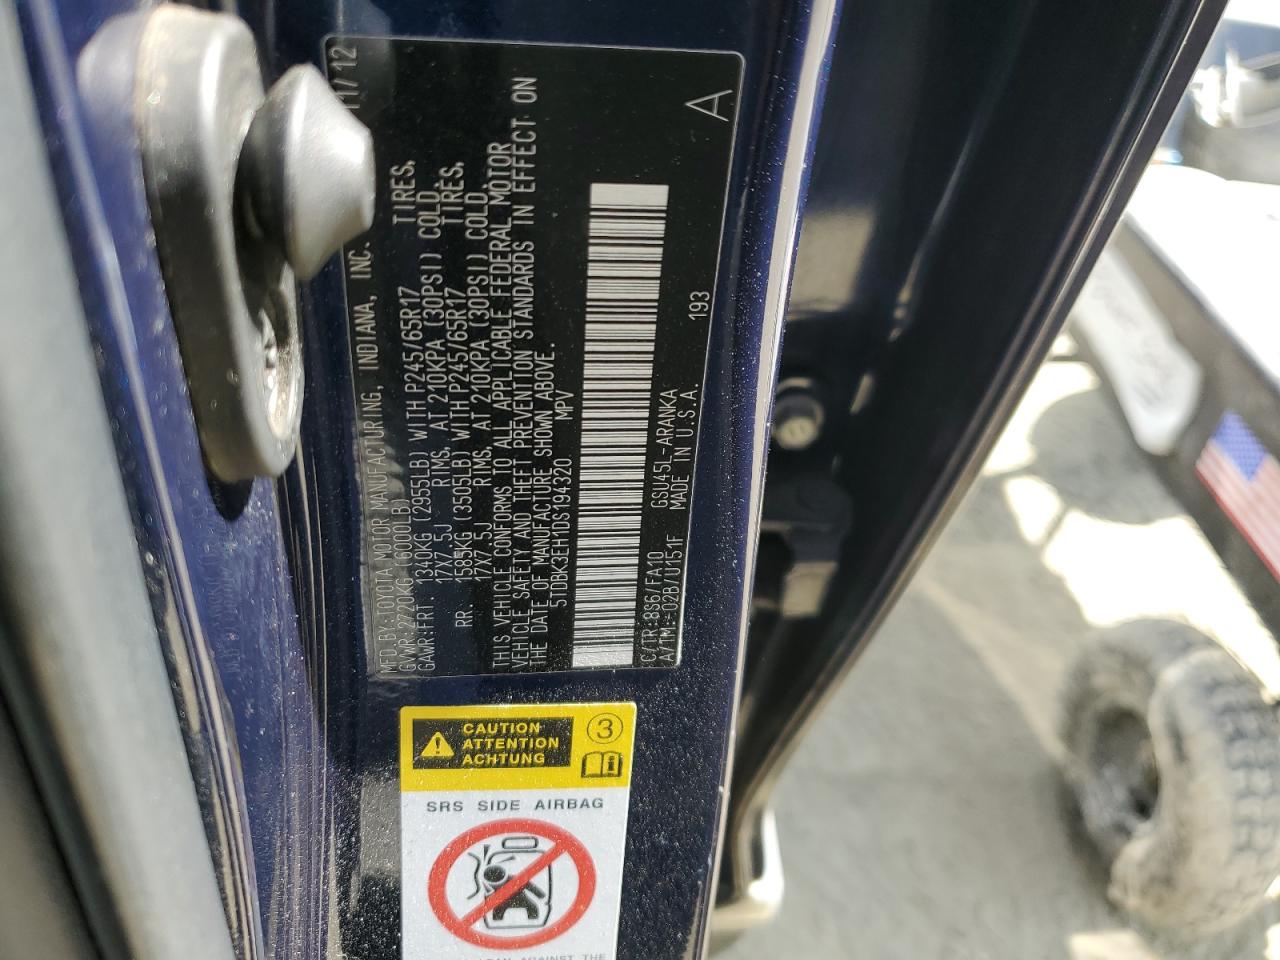 MFD.BY:TOYOTA MOTOR MANUFACTURING, INDIANA, INC. 11/12
GVWR:2720KG (6000LB)
GAWR:FRT. 1340KG (2955LB) WITH P245/65R17 TIRES,
17X7.5J RIMS, AT 210KPA (30PSI) COLD,
RR. 1585KG (3505LB) WITH P245/65R17 TIRES,
17X7.5J RIMS, AT 210KPA (30PSI) COLD,
THIS VEHICLE CONFORMS TO ALL APPLICABLE FEDERAL MOTOR
VEHICLE SAFETY AND THEFT PREVENTION STANDARDS IN EFFECT ON
THE DATE OF MANUFACTURE SHOWN ABOVE.
5TDBK3EH1DS194320 MPV
C/TR:8S6/FA10 GSU45L-ARANKA
A/TM:-02B/U151F MADE IN U.S.A. 193
A
CAUTION
ATTENTION
ACHTUNG
3
SRS SIDE AIRBAG
AGAINST THE